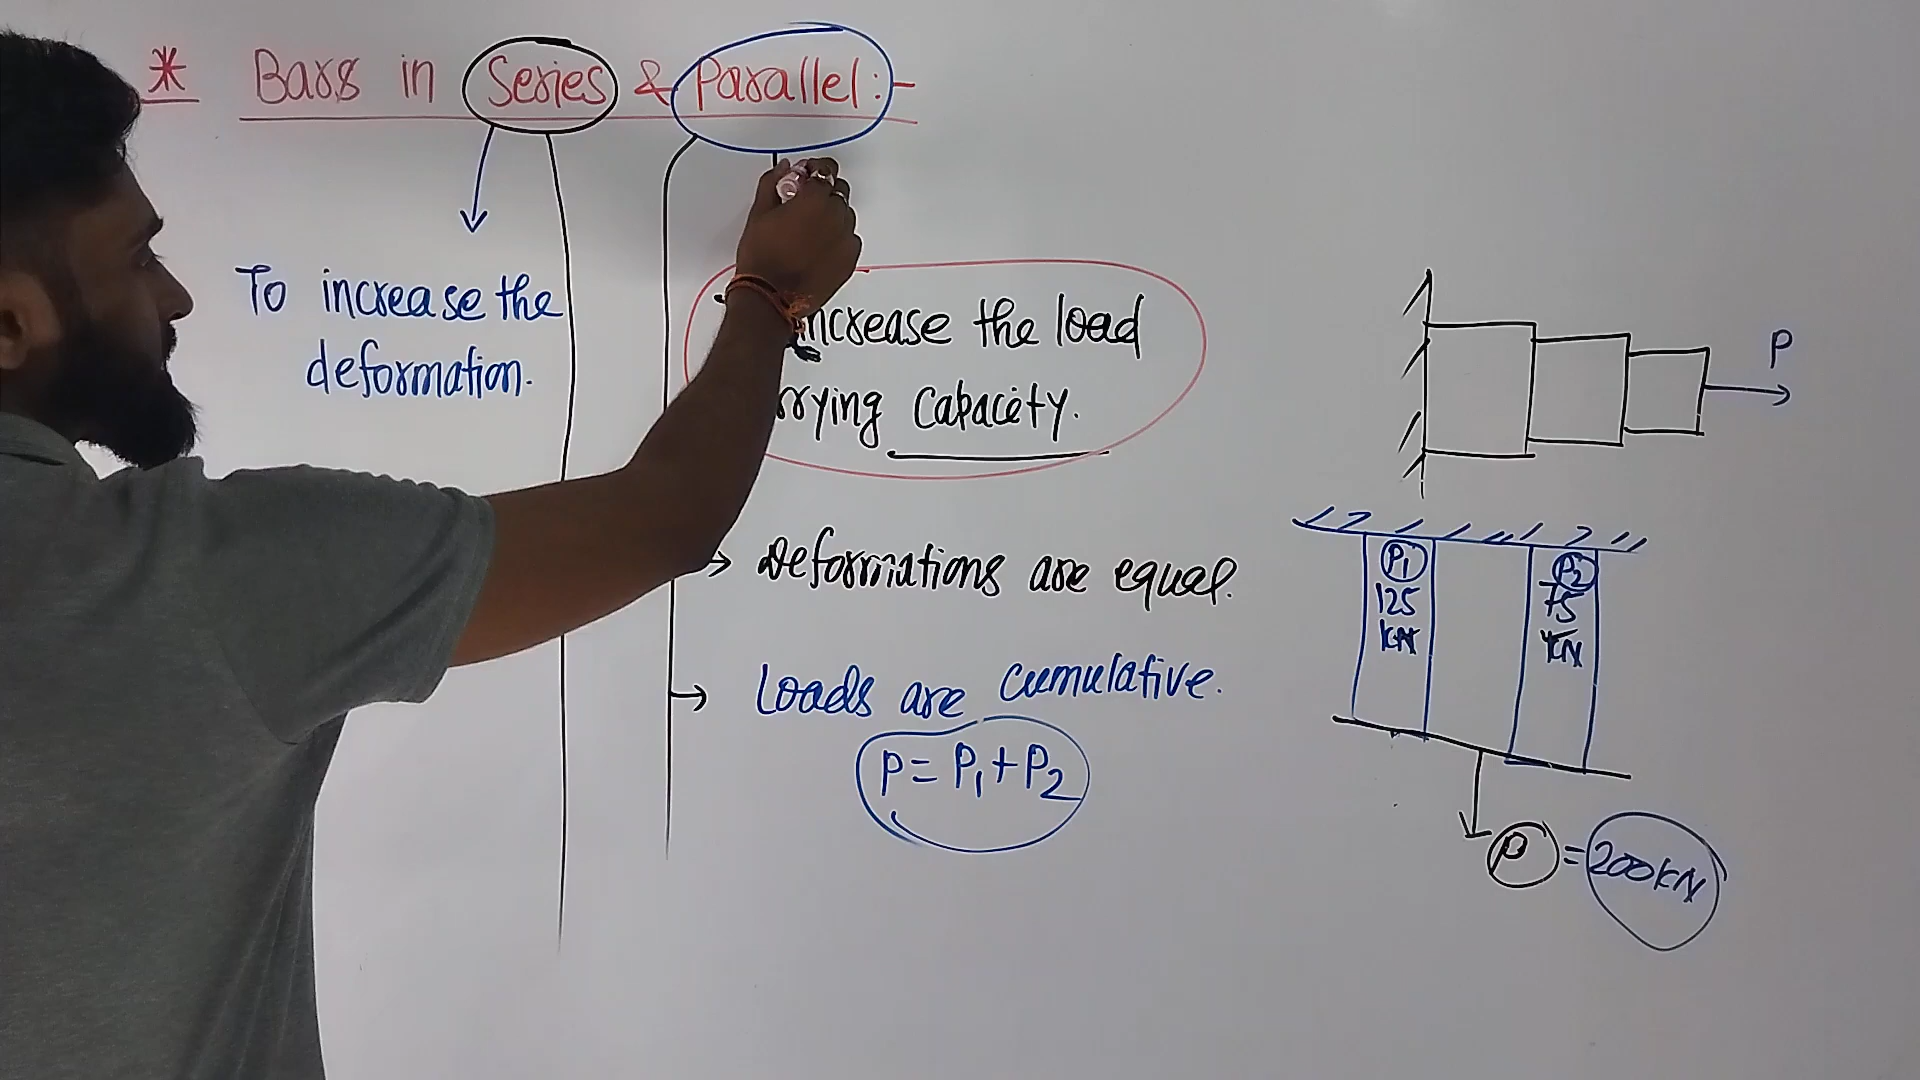 * Bars in Series & Parallel:-
To increase the
deformation.
increase the load
rrying capacity.
→ Deformations are equal.
→ Loads are cumulative.
P = P1 + P2
P
P1
125
KN
P2
75
KN
P = 200KN